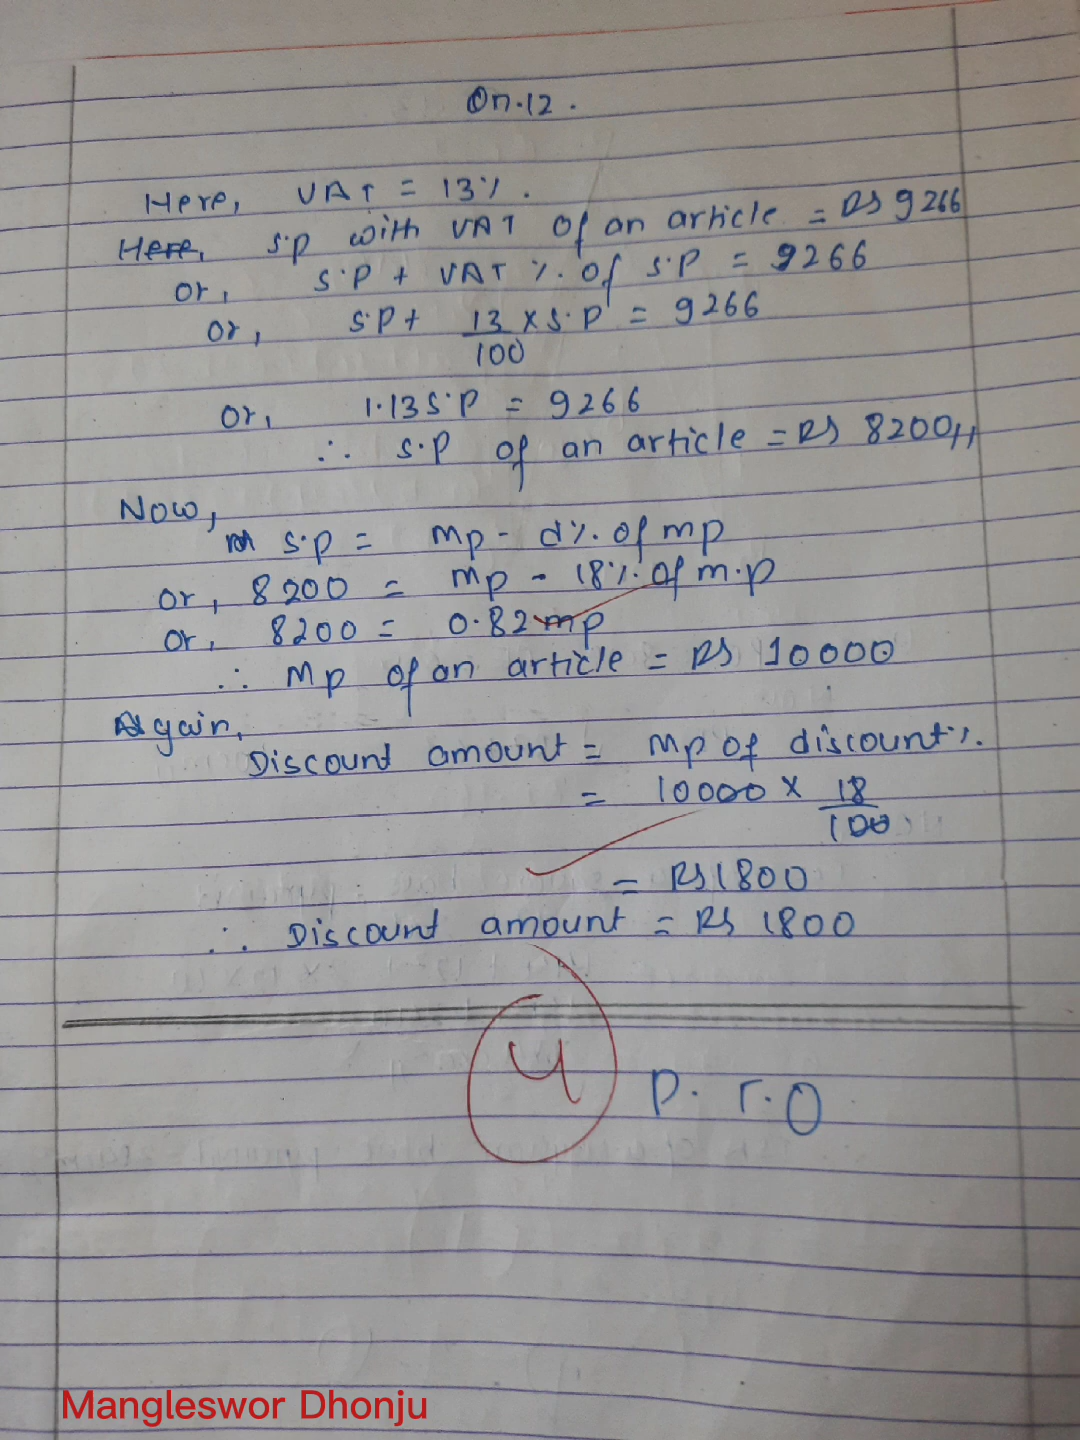 Qn.12.
Here, VAT = 13%.
Here, S.P with VAT of an article = Rs 9266
or, S.P + VAT % of S.P = 9266
or, S.P + 13/100 × S.P = 9266
or, 1.13 S.P = 9266
∴ S.P of an article = Rs 8200,,
Now,
S.P = Mp - d% of mp
or, 8200 = Mp - 18% of m.p
or, 8200 = 0.82 mp
∴ Mp of an article = Rs 10000
Again,
Discount amount = Mp of discount %.
= 10000 × 18/100
= Rs 1800
∴ Discount amount = Rs 1800
4
P.T.O
Mangleswor Dhonju